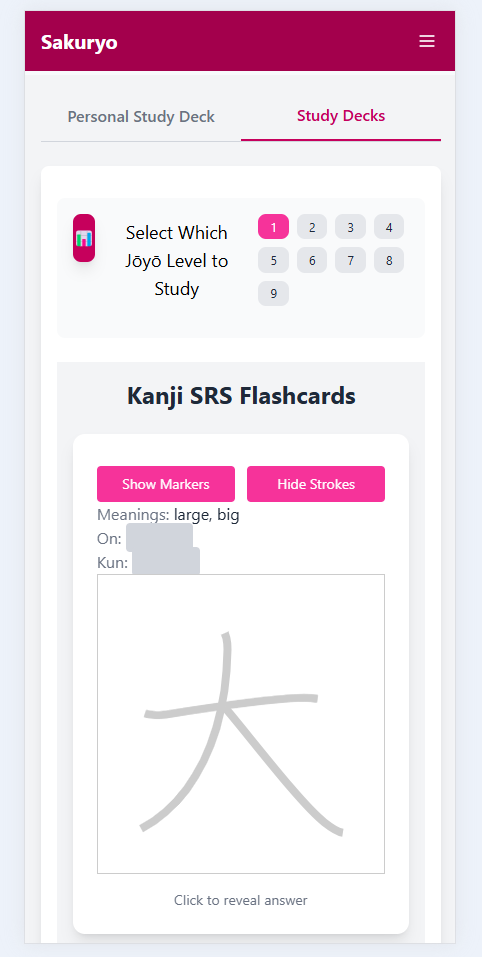 Sakuryo
Personal Study Deck
Study Decks
Select Which
Jōyō Level to
Study
1 2 3 4
5 6 7 8
9
Kanji SRS Flashcards
Show Markers
Hide Strokes
Meanings: large, big
On:
Kun:
大
Click to reveal answer